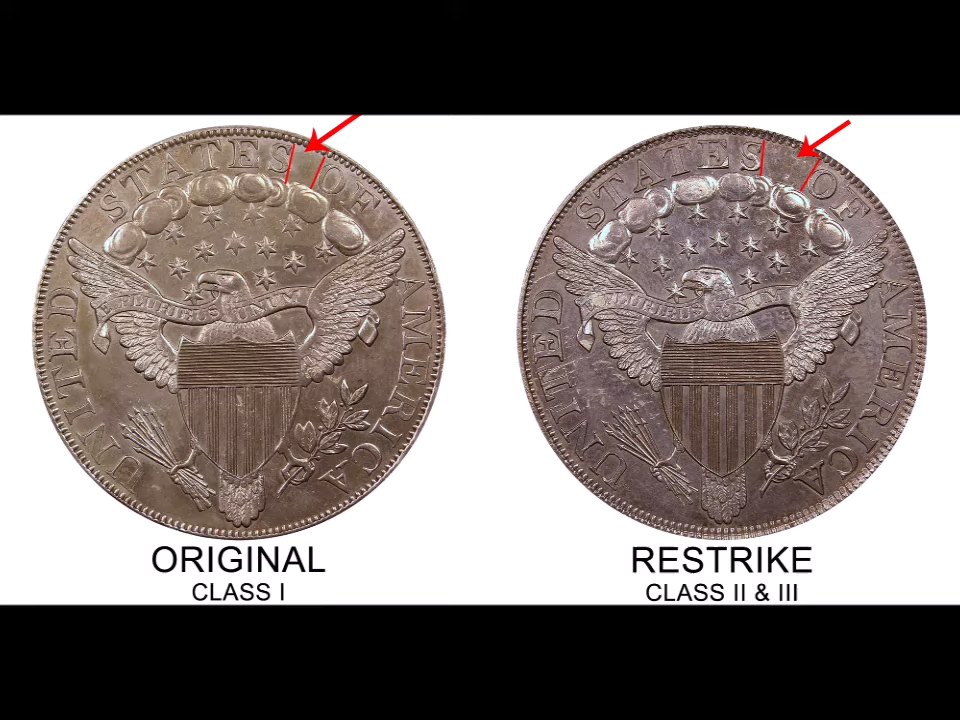 UNITED STATES OF AMERICA
E PLURIBUS UNUM
ORIGINAL
CLASS I
UNITED STATES OF AMERICA
E PLURIBUS UNUM
RESTRIKE
CLASS II & III